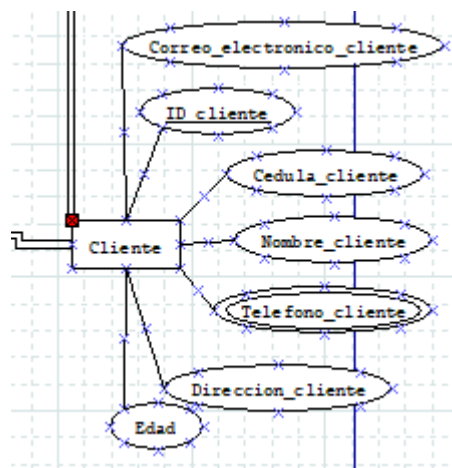 Correo_electronico_cliente
ID_cliente
Cedula_cliente
Cliente
Nombre_cliente
Telefono_cliente
Direccion_cliente
Edad